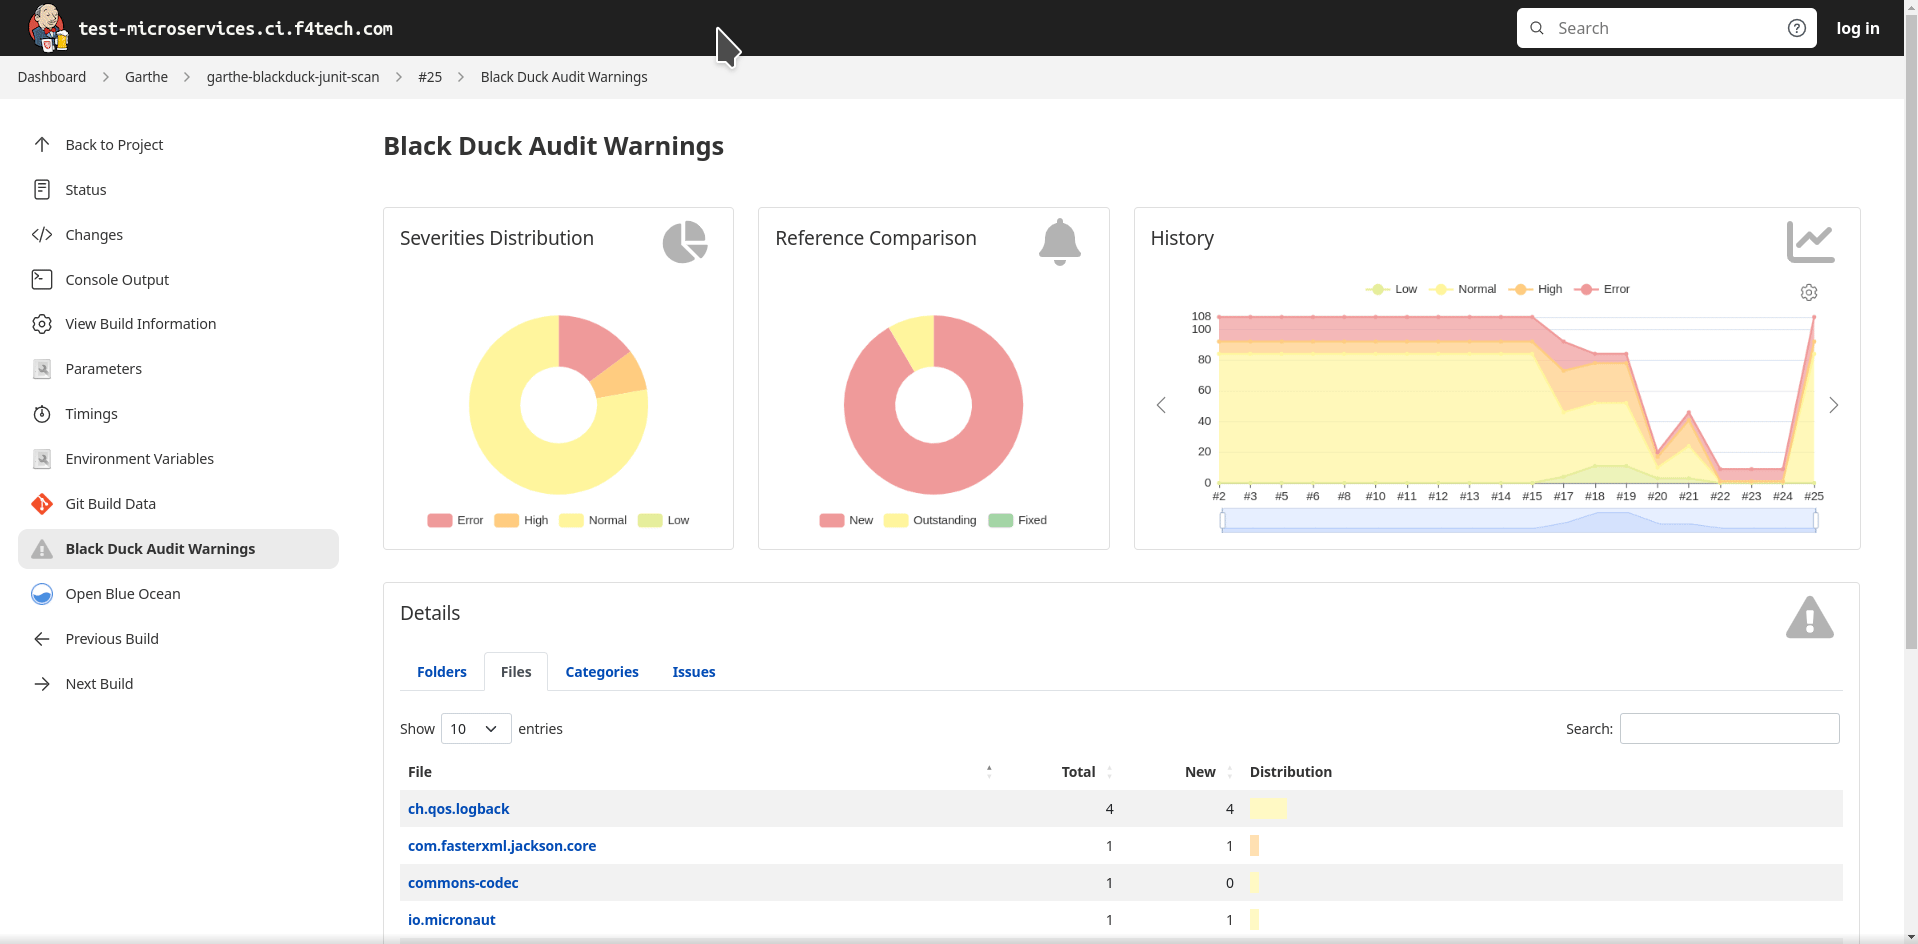 test-microservices.ci.f4tech.com
Search
log in
Dashboard
Garthe
garthe-blackduck-junit-scan
#25
Black Duck Audit Warnings
Back to Project
Status
Changes
Console Output
View Build Information
Parameters
Timings
Environment Variables
Git Build Data
Black Duck Audit Warnings
Open Blue Ocean
Previous Build
Next Build
Black Duck Audit Warnings
Severities Distribution
Error High Normal Low
Reference Comparison
New Outstanding Fixed
History
Low Normal High Error
108
100
80
60
40
20
0
#2 #3 #5 #6 #8 #10 #11 #12 #13 #14 #15 #17 #18 #19 #20 #21 #22 #23 #24 #25
Details
Folders Files Categories Issues
Show 10 entries
Search:
File Total New Distribution
ch.qos.logback 4 4
com.fasterxml.jackson.core 1 1
commons-codec 1 0
io.micronaut 1 1